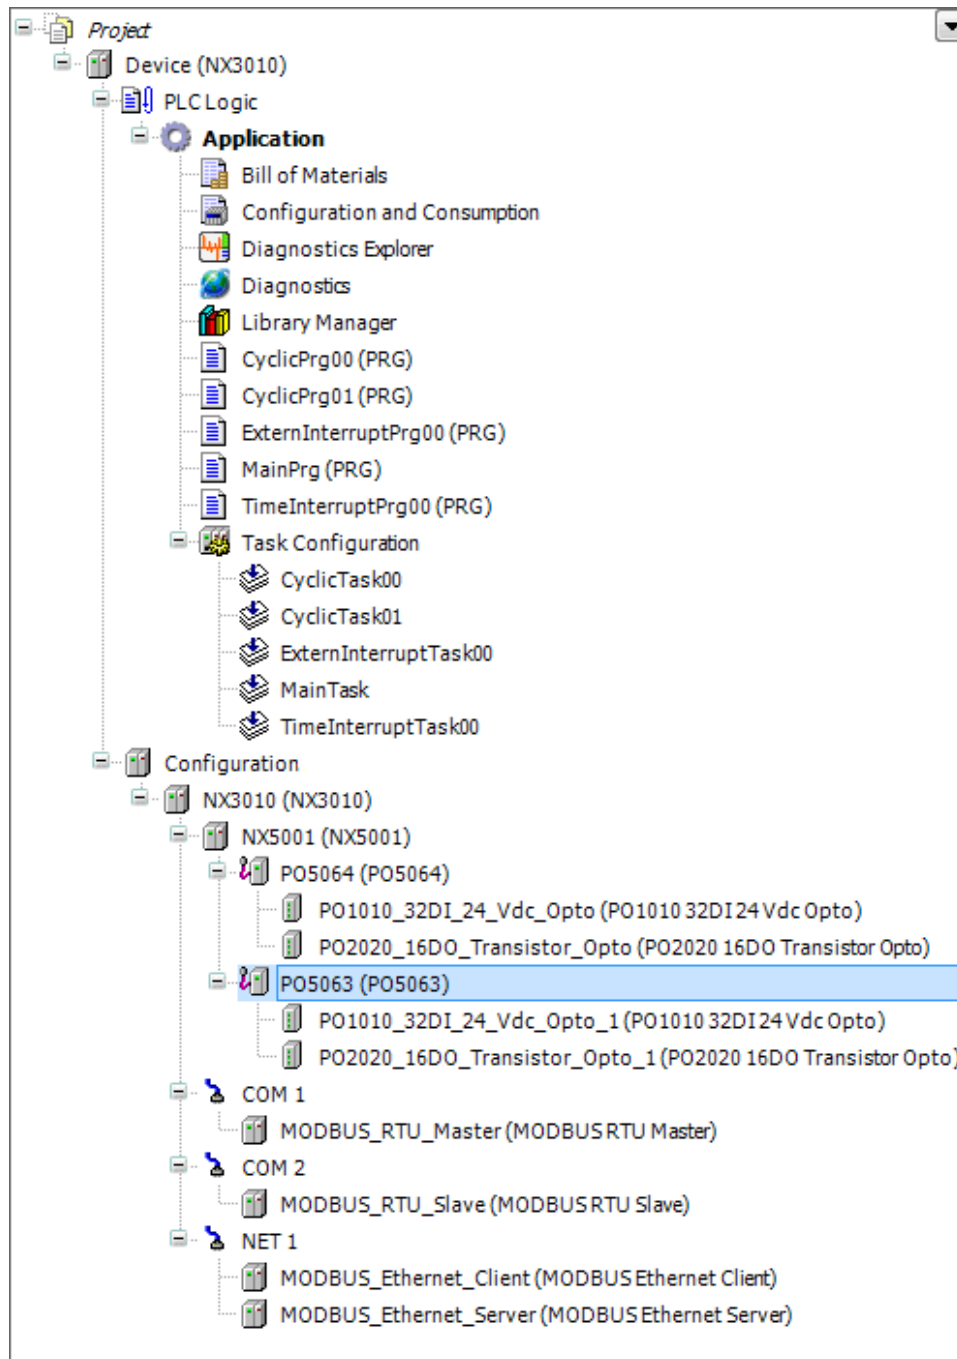 Project
Device (NX3010)
PLC Logic
Application
Bill of Materials
Configuration and Consumption
Diagnostics Explorer
Diagnostics
Library Manager
CyclicPrg00 (PRG)
CyclicPrg01 (PRG)
ExternInterruptPrg00 (PRG)
MainPrg (PRG)
TimeInterruptPrg00 (PRG)
Task Configuration
CyclicTask00
CyclicTask01
ExternInterruptTask00
MainTask
TimeInterruptTask00
Configuration
NX3010 (NX3010)
NX5001 (NX5001)
PO5064 (PO5064)
PO1010_32DI_24_Vdc_Opto (PO1010 32DI 24 Vdc Opto)
PO2020_16DO_Transistor_Opto (PO2020 16DO Transistor Opto)
PO5063 (PO5063)
PO1010_32DI_24_Vdc_Opto_1 (PO1010 32DI 24 Vdc Opto)
PO2020_16DO_Transistor_Opto_1 (PO2020 16DO Transistor Opto)
COM 1
MODBUS_RTU_Master (MODBUS RTU Master)
COM 2
MODBUS_RTU_Slave (MODBUS RTU Slave)
NET 1
MODBUS_Ethernet_Client (MODBUS Ethernet Client)
MODBUS_Ethernet_Server (MODBUS Ethernet Server)